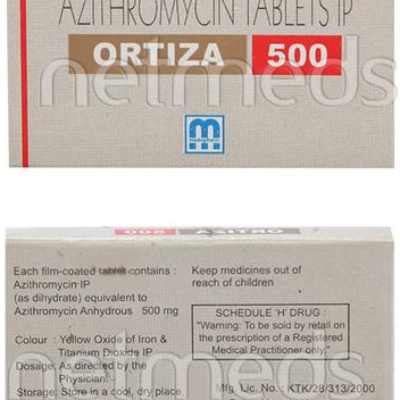 AZITHROMYCIN TABLETS IP
ORTIZA 500
netmeds
Each film-coated tablet contains :
Azithromycin IP
(as dihydrate) equivalent to
Azithromycin Anhydrous 500 mg
Colour : Yellow Oxide of Iron &
Titanium Dioxide IP
Dosage: As directed by the
Physician.
Storage: Store in a cool, dry place.
Keep medicines out of
reach of children
SCHEDULE 'H' DRUG :
"Warning: To be sold by retail on
the prescription of a Registered
Medical Practitioner only."
Mfg. Lic. No.: KTK/28/313/2000
netmeds